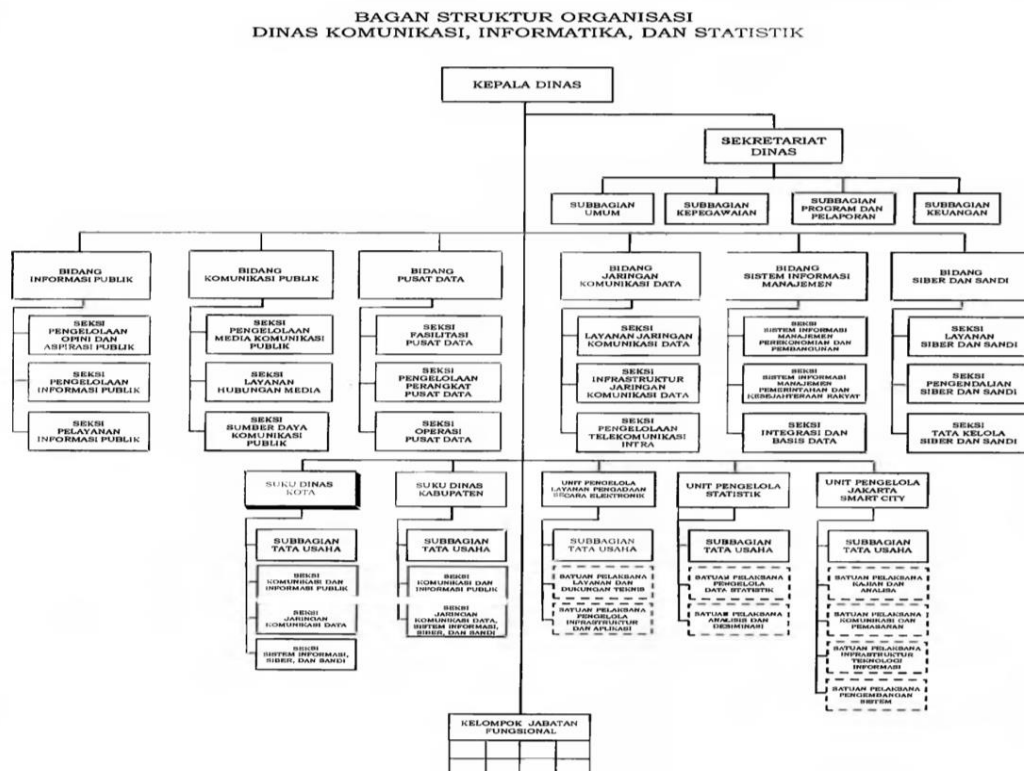 BAGAN STRUKTUR ORGANISASI
DINAS KOMUNIKASI, INFORMATIKA, DAN STATISTIK
KEPALA DINAS
SEKRETARIAT
DINAS
SUBBAGIAN
UMUM
SUBBAGIAN
KEPEGAWAIAN
SUBBAGIAN
PROGRAM DAN
PELAPORAN
SUBBAGIAN
KEUANGAN
BIDANG
INFORMASI PUBLIK
BIDANG
KOMUNIKASI PUBLIK
BIDANG
PUSAT DATA
BIDANG
JARINGAN
KOMUNIKASI DATA
BIDANG
SISTEM INFORMASI
MANAJEMEN
BIDANG
SIBER DAN SANDI
SEKSI
PENGELOLAAN
OPINI DAN
ASPIRASI PUBLIK
SEKSI
PENGELOLAAN
MEDIA KOMUNIKASI
PUBLIK
SEKSI
FASILITASI
PUSAT DATA
SEKSI
LAYANAN JARINGAN
KOMUNIKASI DATA
SEKSI
SISTEM INFORMASI
MANAJEMEN
PEREKONOMIAN DAN
PEMBANGUNAN
SEKSI
LAYANAN
SIBER DAN SANDI
SEKSI
PENGELOLAAN
INFORMASI PUBLIK
SEKSI
LAYANAN
HUBUNGAN MEDIA
SEKSI
PENGELOLAAN
PERANGKAT
PUSAT DATA
SEKSI
INFRASTRUKTUR
JARINGAN
KOMUNIKASI DATA
SEKSI
SISTEM INFORMASI
MANAJEMEN
PEMERINTAHAN DAN
KESEJAHTERAAN RAKYAT
SEKSI
PENGENDALIAN
SIBER DAN SANDI
SEKSI
PELAYANAN
INFORMASI PUBLIK
SEKSI
SUMBER DAYA
KOMUNIKASI
PUBLIK
SEKSI
OPERASI
PUSAT DATA
SEKSI
PENGELOLAAN
TELEKOMUNIKASI
INTRA
SEKSI
INTEGRASI DAN
BASIS DATA
SEKSI
TATA KELOLA
SIBER DAN SANDI
SUKU DINAS
KOTA
SUKU DINAS
KABUPATEN
UNIT PENGELOLA
LAYANAN PENGADAAN
SECARA ELEKTRONIK
UNIT PENGELOLA
STATISTIK
UNIT PENGELOLA
JAKARTA
SMART CITY
SUBBAGIAN
TATA USAHA
SUBBAGIAN
TATA USAHA
SUBBAGIAN
TATA USAHA
SUBBAGIAN
TATA USAHA
SUBBAGIAN
TATA USAHA
SEKSI
KOMUNIKASI DAN
INFORMASI PUBLIK
SEKSI
KOMUNIKASI DAN
INFORMASI PUBLIK
SATUAN PELAKSANA
LAYANAN DAN
DUKUNGAN TEKNIS
SATUAN PELAKSANA
PENGELOLA
DATA STATISTIK
SATUAN PELAKSANA
KAJIAN DAN
ANALISA
SEKSI
JARINGAN
KOMUNIKASI DATA
SEKSI
JARINGAN
KOMUNIKASI DATA,
SISTEM INFORMASI,
SIBER, DAN SANDI
SATUAN PELAKSANA
PENGELOLA
INFRASTRUKTUR
DAN APLIKASI
SATUAN PELAKSANA
ANALISIS DAN
DESIMINASI
SATUAN PELAKSANA
KOMUNIKASI DAN
PEMASARAN
SEKSI
SISTEM INFORMASI,
SIBER, DAN SANDI
SATUAN PELAKSANA
INFRASTRUKTUR
TEKNOLOGI
INFORMASI
SATUAN PELAKSANA
PENGEMBANGAN
SISTEM
KELOMPOK JABATAN
FUNGSIONAL